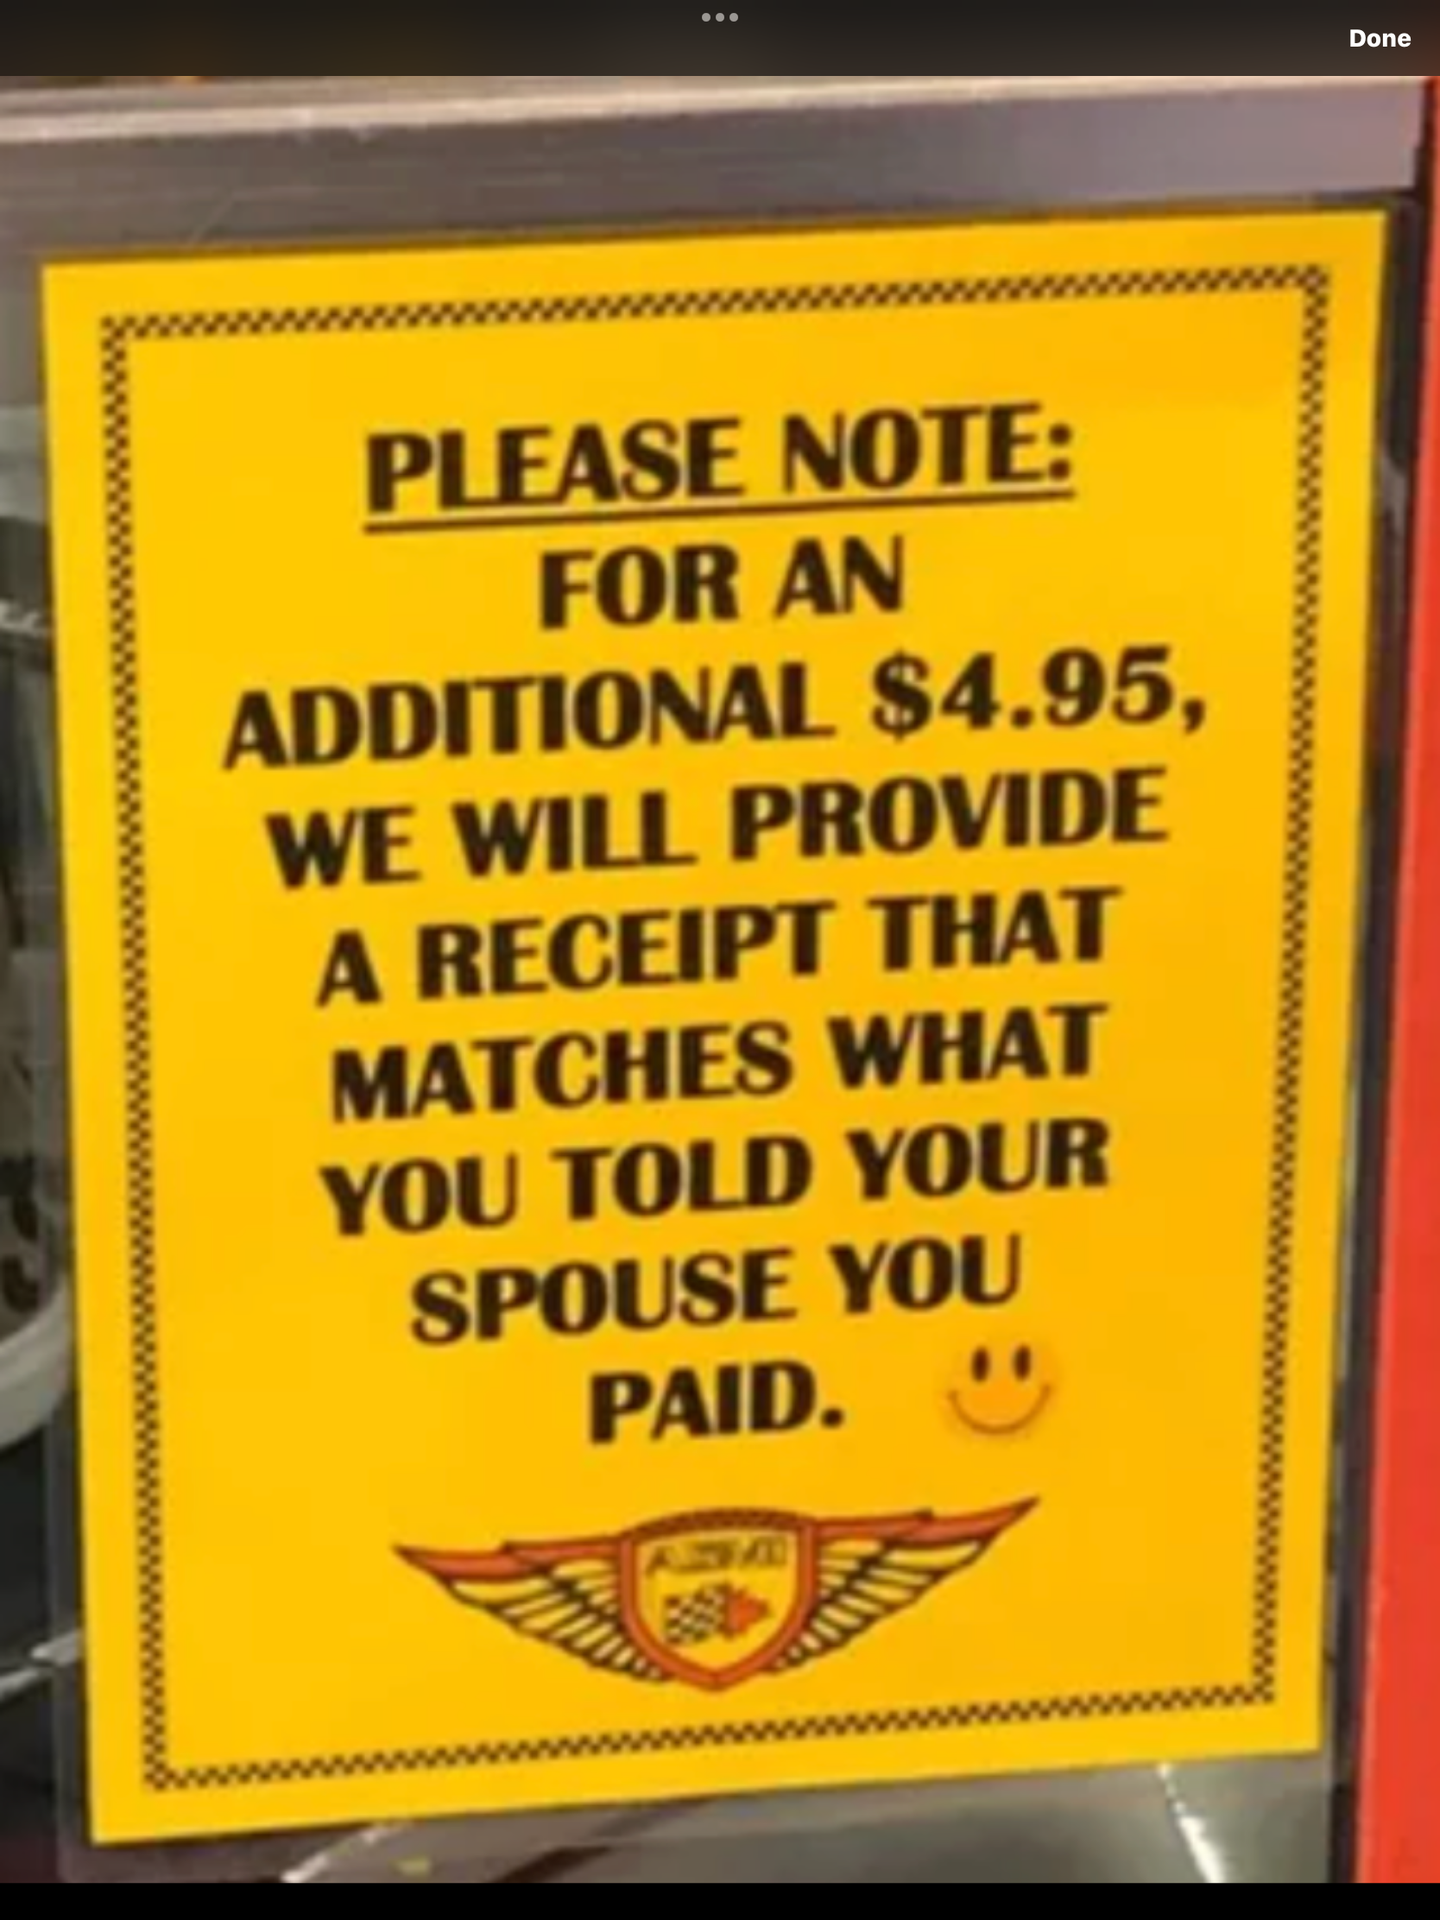 Done
PLEASE NOTE:
FOR AN
ADDITIONAL $4.95,
WE WILL PROVIDE
A RECEIPT THAT
MATCHES WHAT
YOU TOLD YOUR
SPOUSE YOU
PAID.